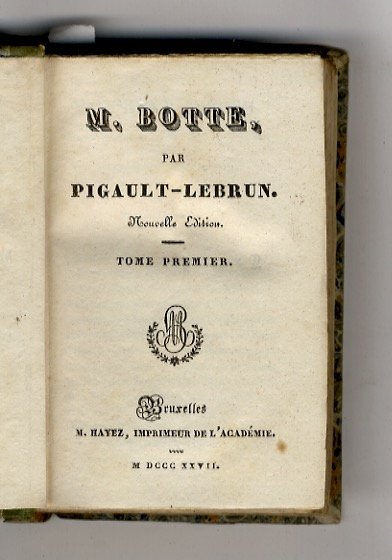 M. BOTTE,
PAR
PIGAULT-LEBRUN.
Nouvelle Edition.
TOME PREMIER.
Bruxelles
M. HAYEZ, IMPRIMEUR DE L'ACADÉMIE.
M DCCC XXVII.